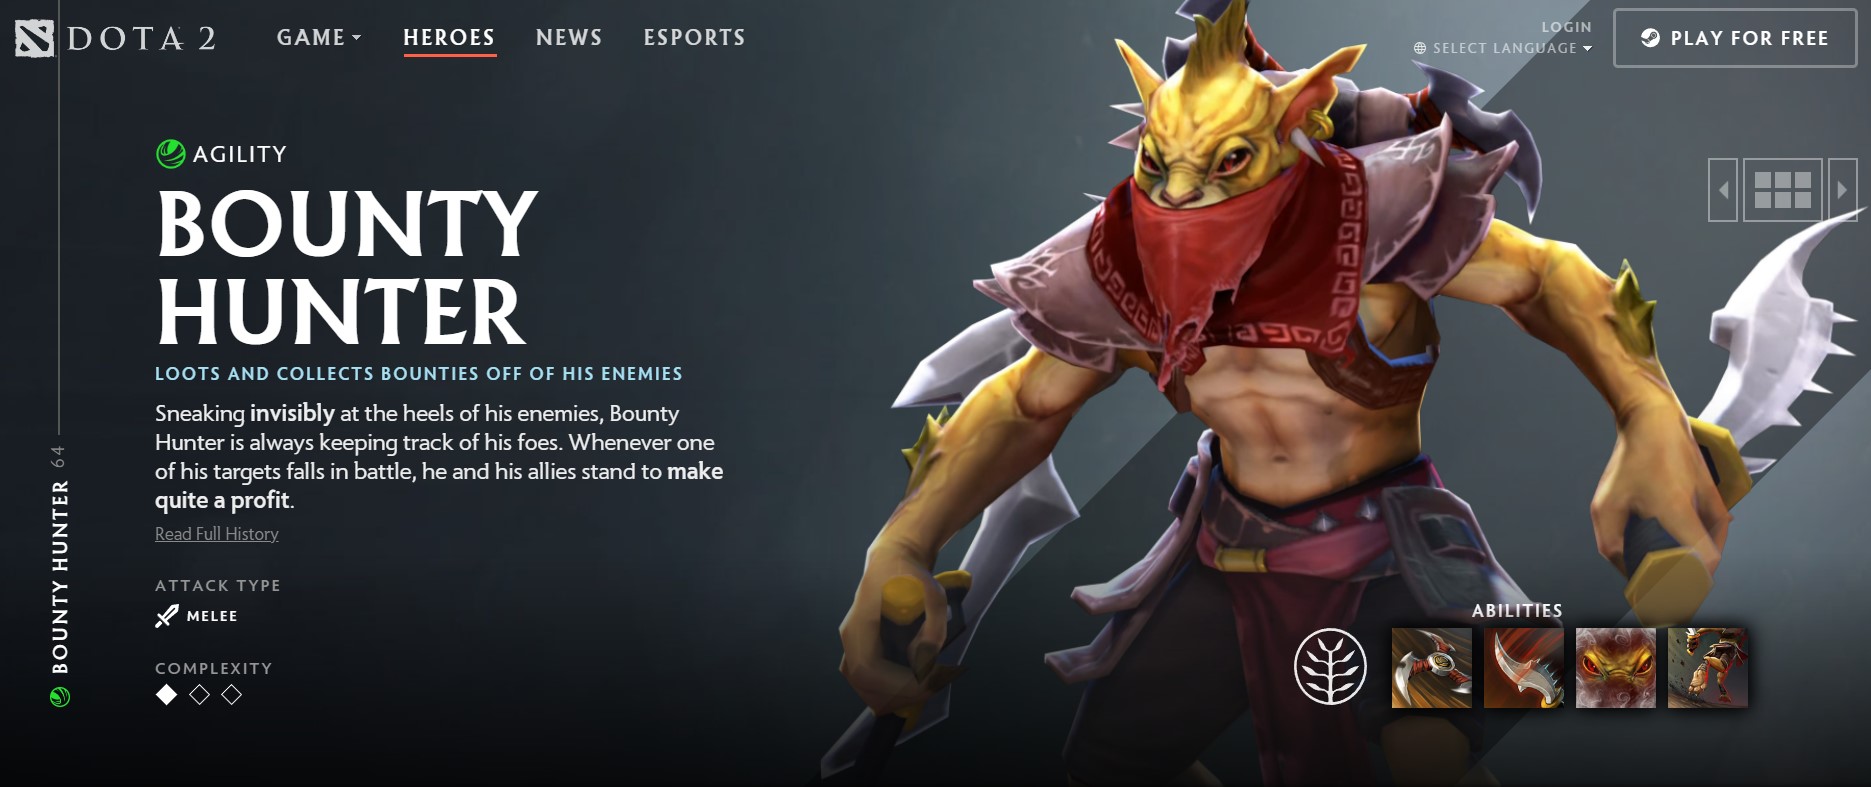 DOTA 2
GAME
HEROES
NEWS
ESPORTS
LOGIN
SELECT LANGUAGE
PLAY FOR FREE
AGILITY
BOUNTY
HUNTER
LOOTS AND COLLECTS BOUNTIES OFF OF HIS ENEMIES
Sneaking invisibly at the heels of his enemies, Bounty
Hunter is always keeping track of his foes. Whenever one
of his targets falls in battle, he and his allies stand to make
quite a profit.
Read Full History
ATTACK TYPE
MELEE
COMPLEXITY
BOUNTY HUNTER 64
ABILITIES